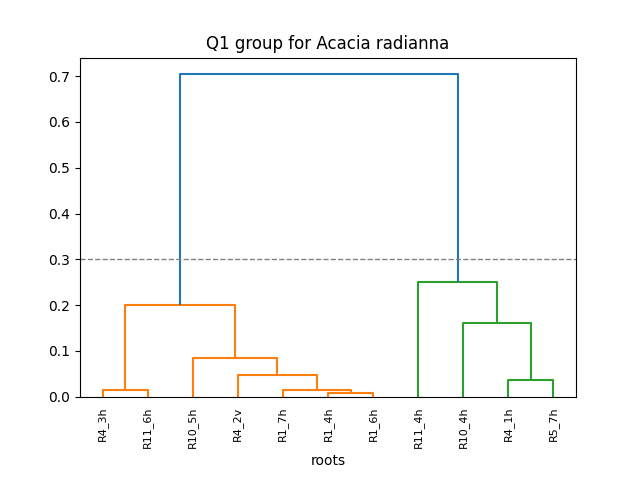 Q1 group for Acacia radianna
0.7
0.6
0.5
0.4
0.3
0.2
0.1
0.0
R4_3h
R11_6h
R10_5h
R4_2v
R1_7h
R1_4h
R1_6h
R11_4h
R10_4h
R4_1h
R5_7h
roots